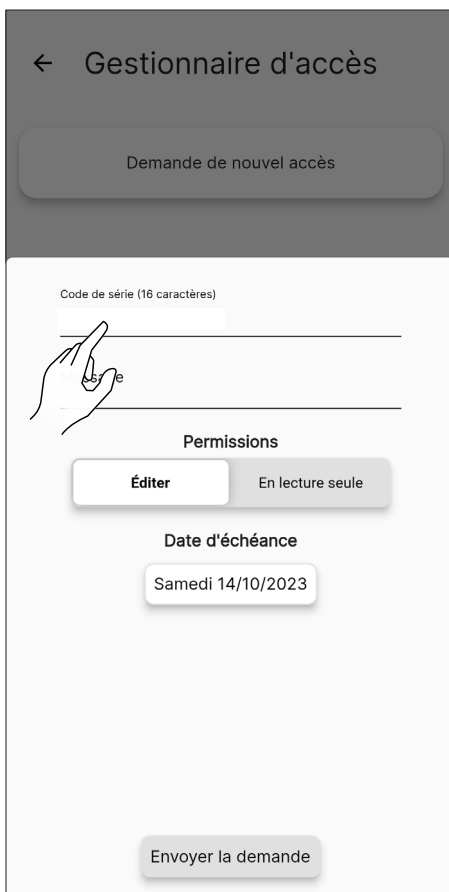 Gestionnaire d'accès
Demande de nouvel accès
Code de série (16 caractères)
Message
Permissions
Éditer En lecture seule
Date d'échéance
Samedi 14/10/2023
Envoyer la demande